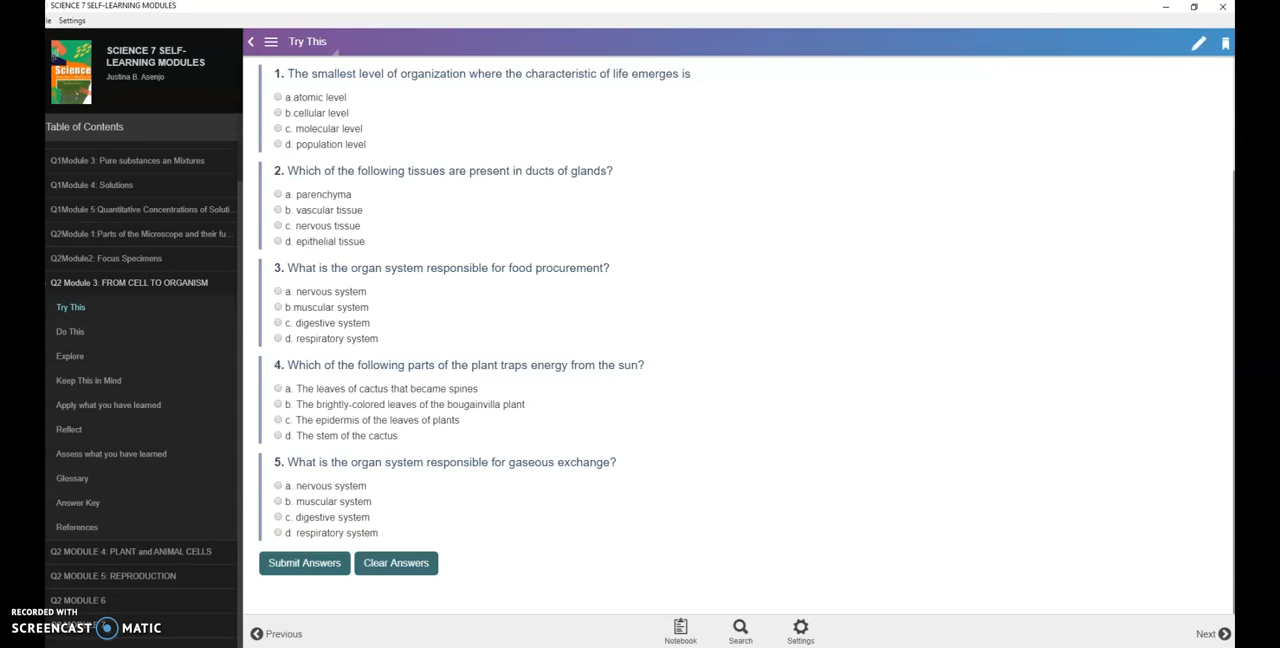 SCIENCE 7 SELF-LEARNING MODULES
le Settings
Science
SCIENCE 7 SELF-
LEARNING MODULES
Justina B. Asenjo
Table of Contents
Q1Module 3: Pure substances an Mixtures
Q1Module 4: Solutions
Q1Module 5:Quantitative Concentrations of Soluti...
Q2Module 1:Parts of the Microscope and their fu...
Q2Module2: Focus Specimens
Q2 Module 3: FROM CELL TO ORGANISM
Try This
Do This
Explore
Keep This in Mind
Apply what you have learned
Reflect
Assess what you have learned
Glossary
Answer Key
References
Q2 MODULE 4: PLANT and ANIMAL CELLS
Q2 MODULE 5: REPRODUCTION
Q2 MODULE 6
RECORDED WITH
SCREENCAST MATIC
Try This
1. The smallest level of organization where the characteristic of life emerges is
a.atomic level
b.cellular level
c. molecular level
d. population level
2. Which of the following tissues are present in ducts of glands?
a. parenchyma
b. vascular tissue
c. nervous tissue
d. epithelial tissue
3. What is the organ system responsible for food procurement?
a. nervous system
b.muscular system
c. digestive system
d. respiratory system
4. Which of the following parts of the plant traps energy from the sun?
a. The leaves of cactus that became spines
b. The brightly-colored leaves of the bougainvilla plant
c. The epidermis of the leaves of plants
d. The stem of the cactus
5. What is the organ system responsible for gaseous exchange?
a. nervous system
b. muscular system
c. digestive system
d. respiratory system
Submit Answers Clear Answers
Previous Notebook Search Settings Next